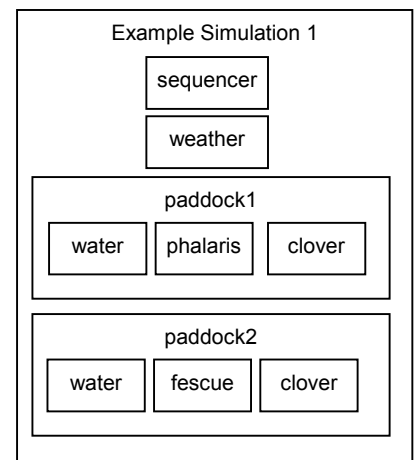 Example Simulation 1
sequencer
weather
paddock1
water phalaris clover
paddock2
water fescue clover